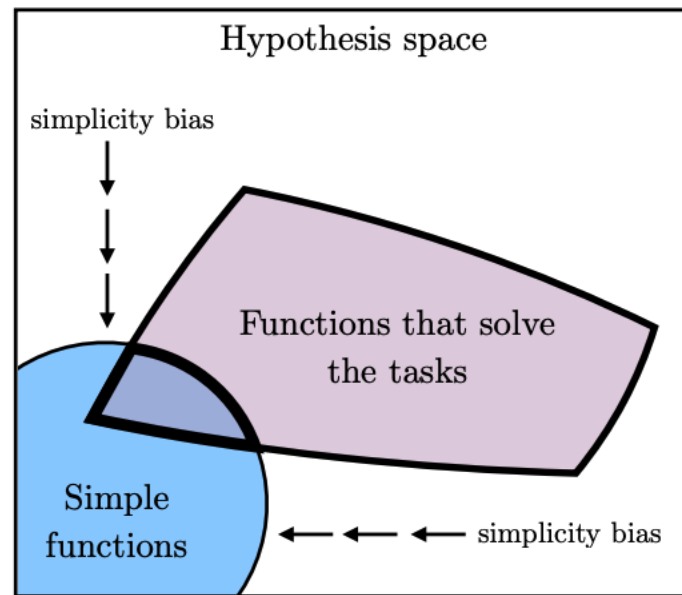 Hypothesis space
simplicity bias
Functions that solve
the tasks
Simple
functions
simplicity bias